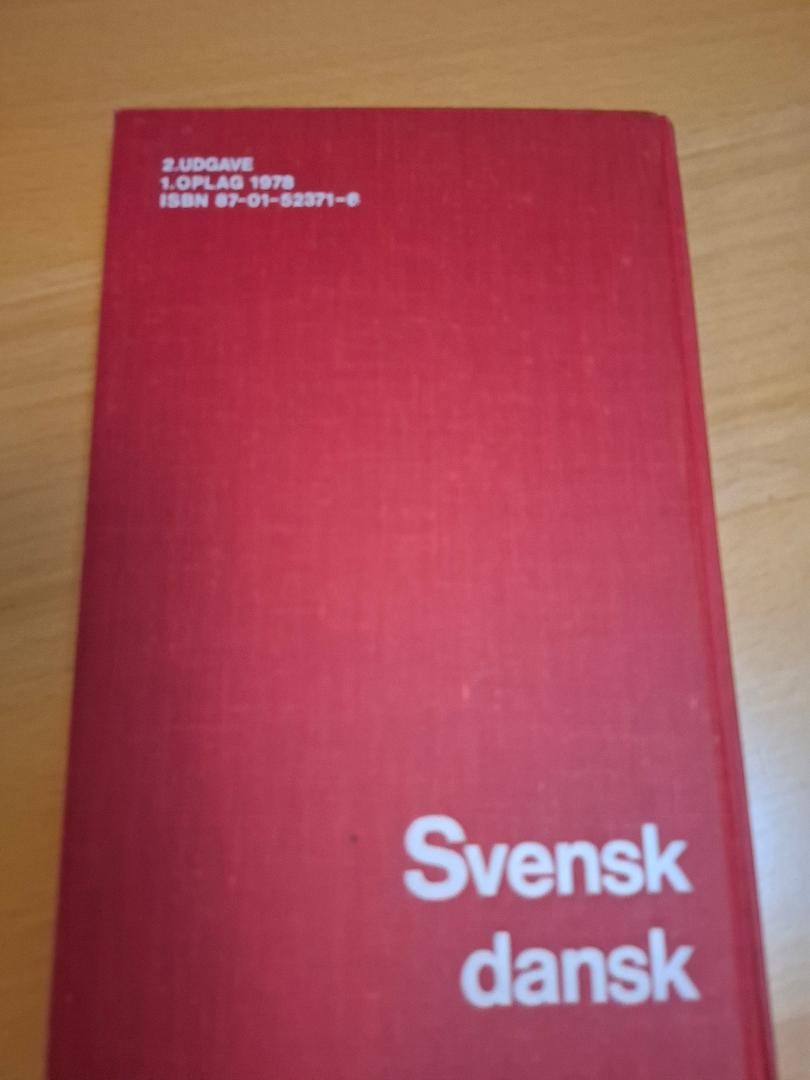 2.UDGAVE
1.OPLAG 1978
ISBN 87-01-52371-6
Svensk
dansk